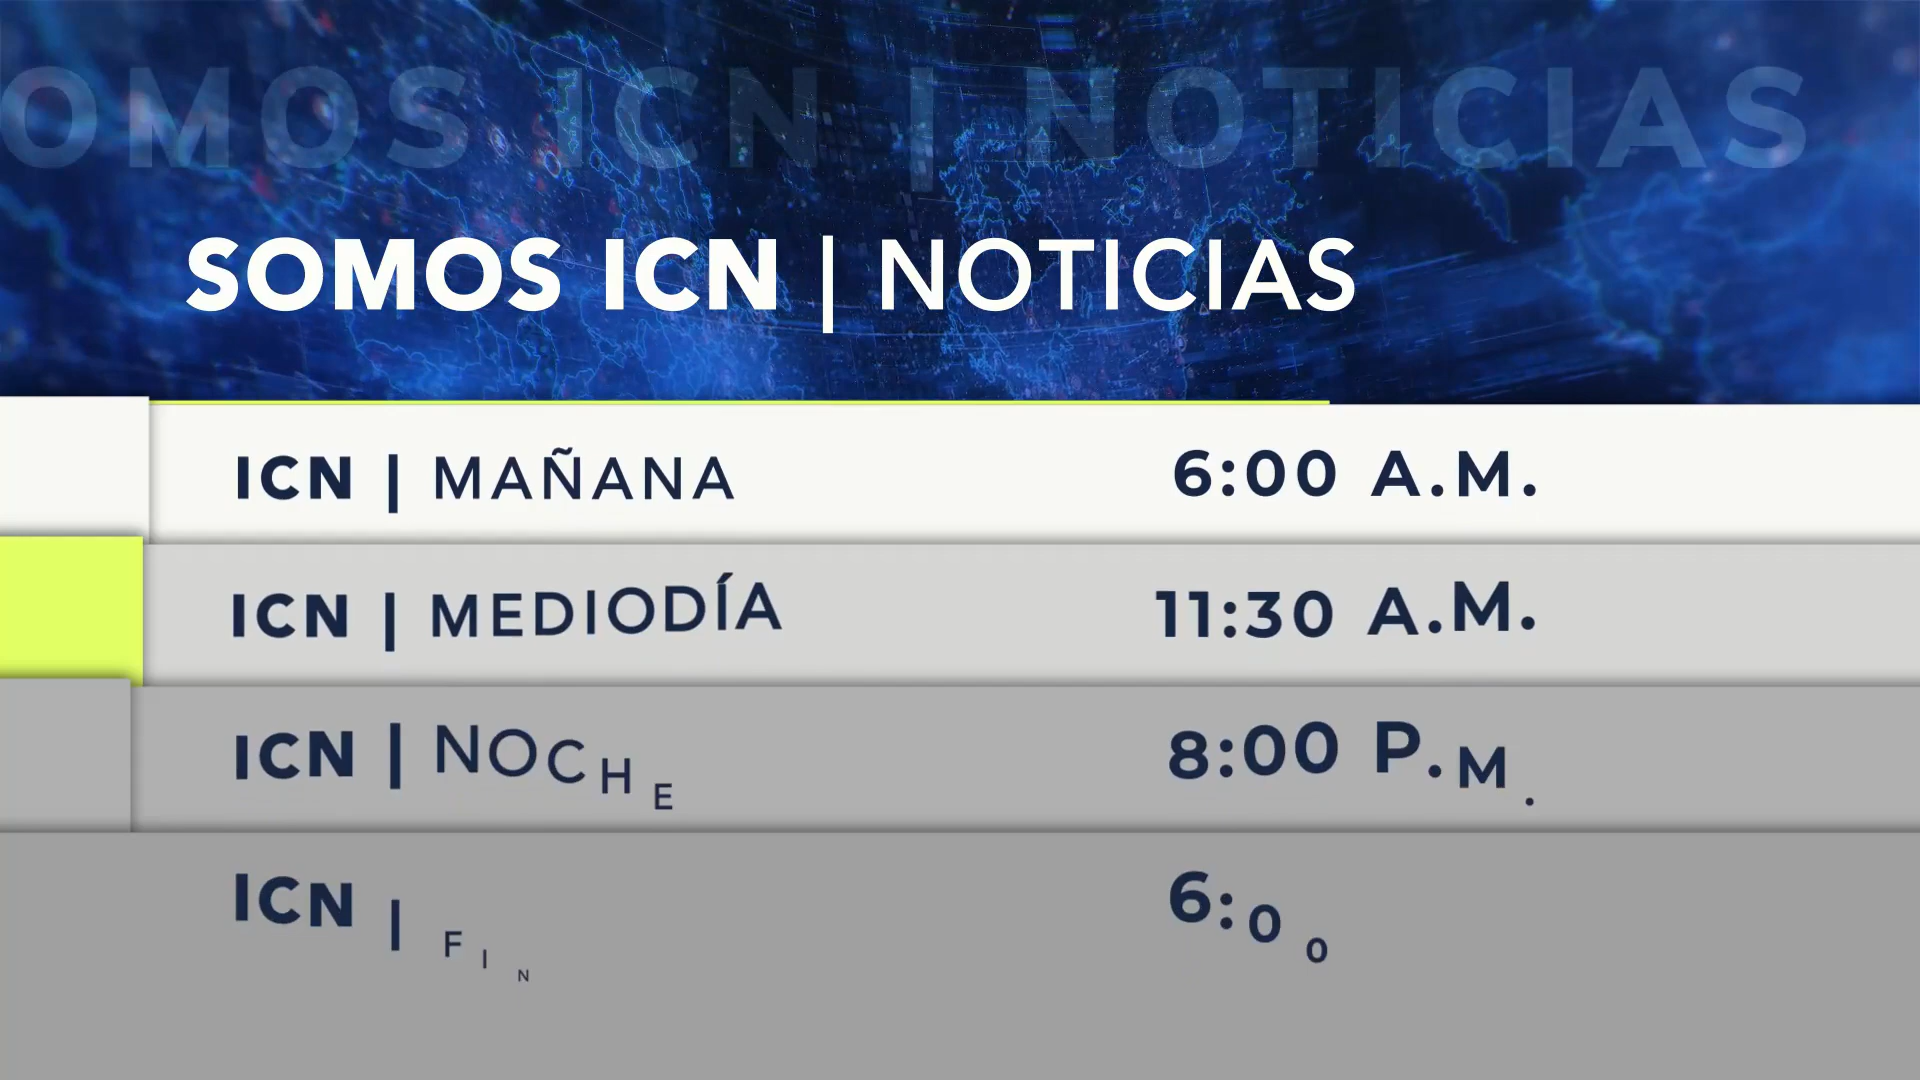 OMOS ICN | NOTICIAS
SOMOS ICN | NOTICIAS
ICN | MAÑANA 6:00 A.M.
ICN | MEDIODÍA 11:30 A.M.
ICN | NOCHE 8:00 P.M.
ICN | FIN 6:00